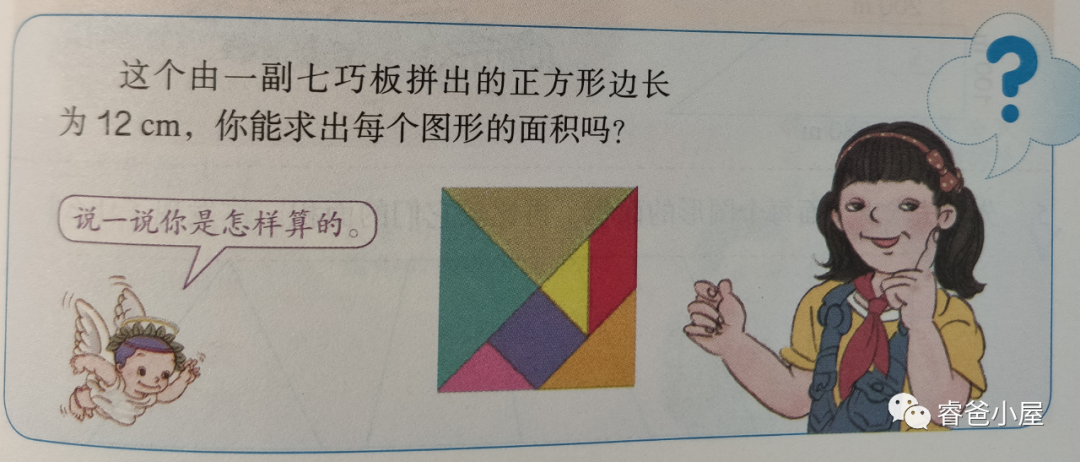 这个由一副七巧板拼出的正方形边长
为 12 cm，你能求出每个图形的面积吗？
说一说你是怎样算的。
?
睿爸小屋